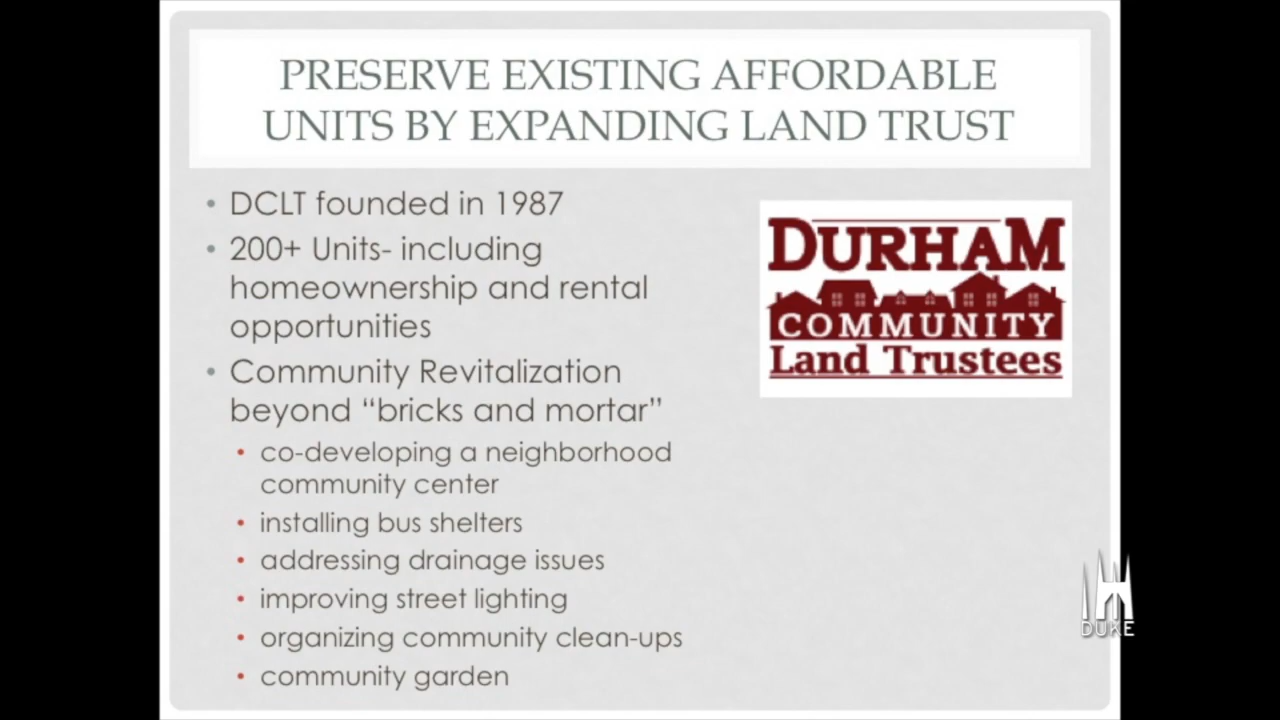 PRESERVE EXISTING AFFORDABLE
UNITS BY EXPANDING LAND TRUST
• DCLT founded in 1987
• 200+ Units- including
homeownership and rental
opportunities
• Community Revitalization
beyond “bricks and mortar”
• co-developing a neighborhood
community center
• installing bus shelters
• addressing drainage issues
• improving street lighting
• organizing community clean-ups
• community garden
DURHAM
COMMUNITY
Land Trustees
DUKE